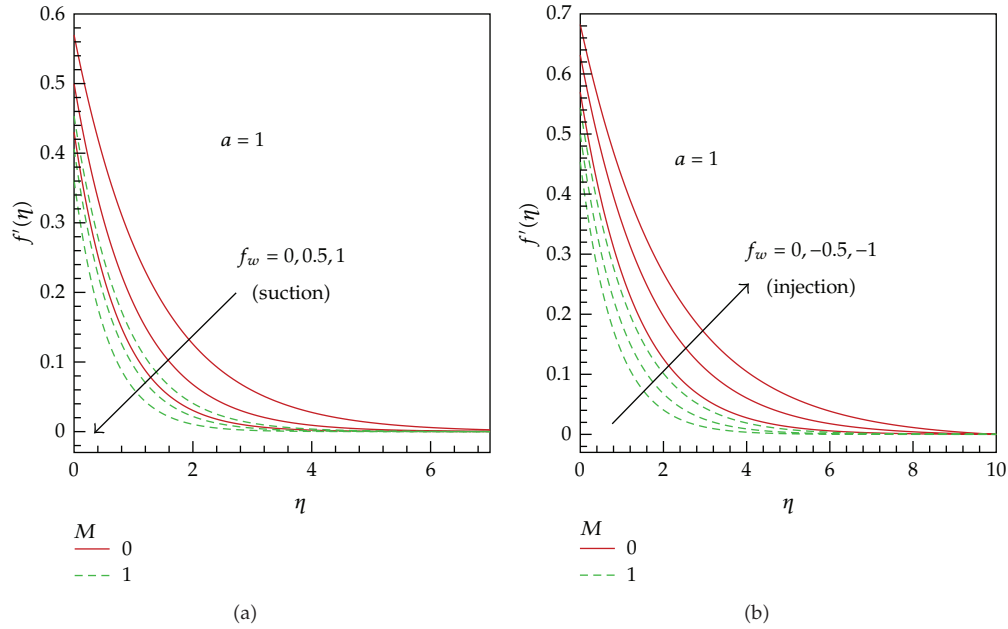 0.6
0.5
0.4
0.3
0.2
0.1
0
f′(η)
a = 1
f_w = 0, 0.5, 1
(suction)
0 2 4 6
η
M
0
1
(a)
0.7
0.6
0.5
0.4
0.3
0.2
0.1
0
f′(η)
a = 1
f_w = 0, −0.5, −1
(injection)
0 2 4 6 8 10
η
M
0
1
(b)